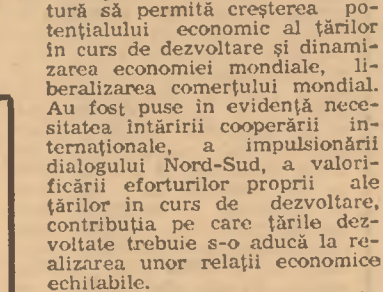 tură să permită creșterea po-
tențialului economic al țărilor
în curs de dezvoltare și dinami-
zarea economiei mondiale, li-
beralizarea comerțului mondial.
Au fost puse în evidență nece-
sitatea întăririi cooperării in-
ternaționale, a impulsionării
dialogului Nord-Sud, a valori-
ficării eforturilor proprii ale
țărilor în curs de dezvoltare,
contribuția pe care țările dez-
voltate trebuie s-o aducă la re-
alizarea unor relații economice
echitabile.